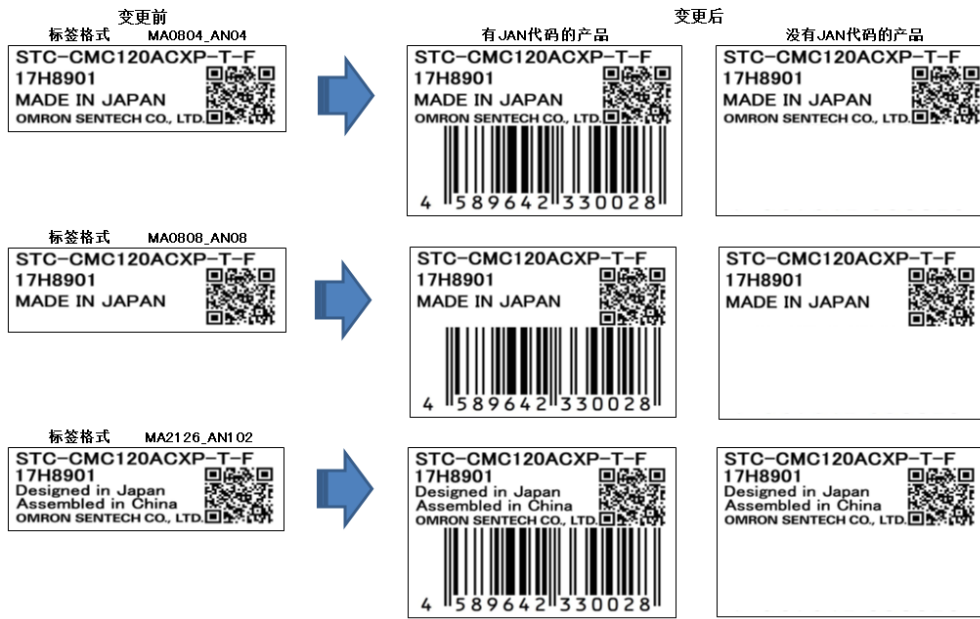 变更前
变更后
标签格式 MA0804_AN04
有JAN代码的产品
没有JAN代码的产品
STC-CMC120ACXP-T-F
17H8901
MADE IN JAPAN
OMRON SENTECH CO., LTD.
STC-CMC120ACXP-T-F
17H8901
MADE IN JAPAN
OMRON SENTECH CO., LTD.
4 589642 330028
STC-CMC120ACXP-T-F
17H8901
MADE IN JAPAN
OMRON SENTECH CO., LTD.
标签格式 MA0808_AN08
STC-CMC120ACXP-T-F
17H8901
MADE IN JAPAN
STC-CMC120ACXP-T-F
17H8901
MADE IN JAPAN
4 589642 330028
STC-CMC120ACXP-T-F
17H8901
MADE IN JAPAN
标签格式 MA2126_AN102
STC-CMC120ACXP-T-F
17H8901
Designed in Japan
Assembled in China
OMRON SENTECH CO., LTD.
STC-CMC120ACXP-T-F
17H8901
Designed in Japan
Assembled in China
OMRON SENTECH CO., LTD.
4 589642 330028
STC-CMC120ACXP-T-F
17H8901
Designed in Japan
Assembled in China
OMRON SENTECH CO., LTD.